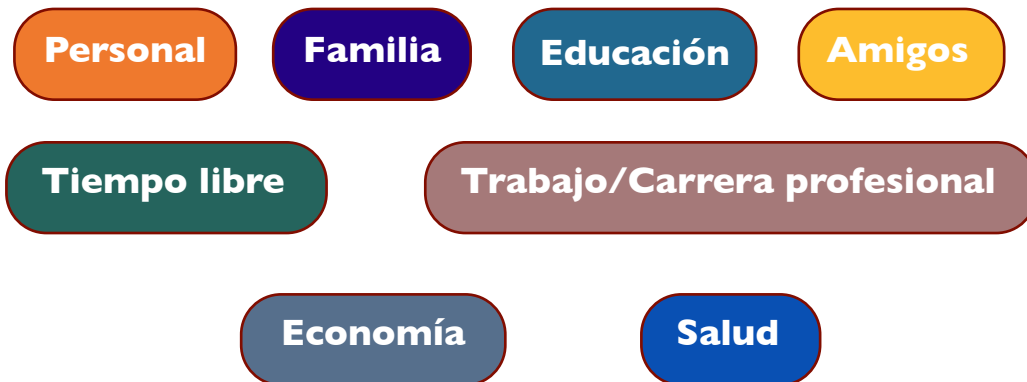 Personal
Familia
Educación
Amigos
Tiempo libre
Trabajo/Carrera profesional
Economía
Salud